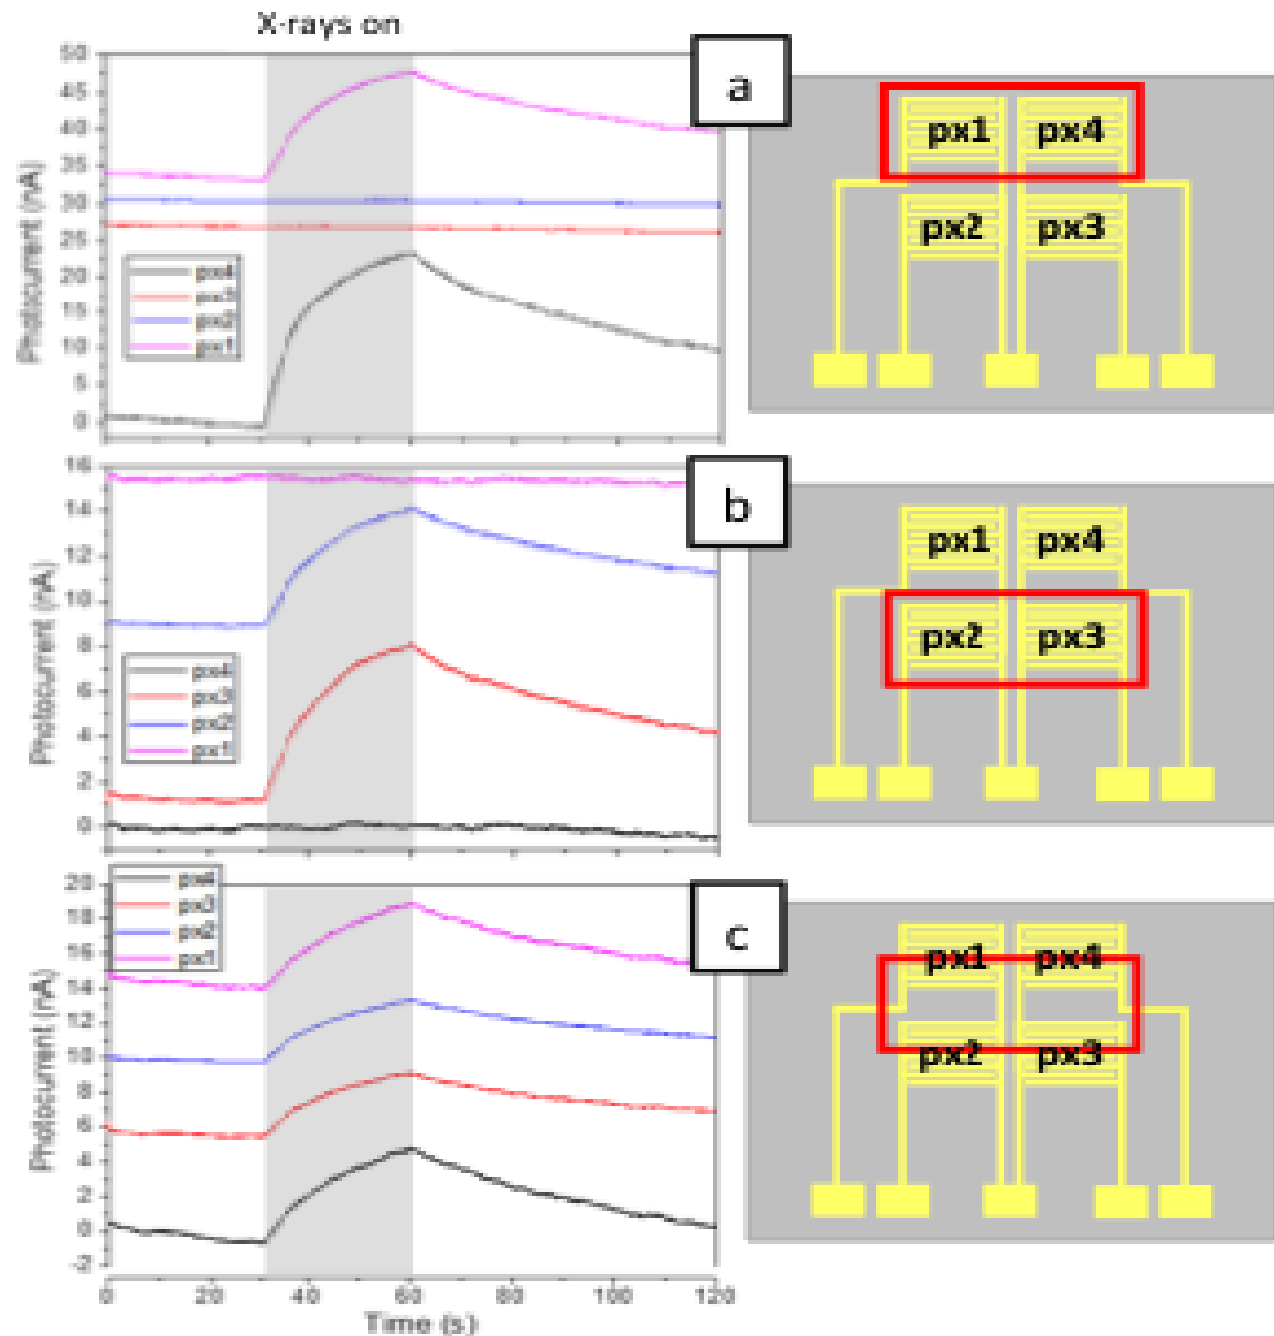 X-rays on
a
50
45
40
35
30
25
20
15
10
5
0
Photocurrent (nA)
px4
px3
px2
px1
px1 px4
px2 px3
b
16
14
12
10
8
6
4
2
0
Photocurrent (nA)
px4
px3
px2
px1
px1 px4
px2 px3
c
20
18
16
14
12
10
8
6
4
2
0
-2
Photocurrent (nA)
px4
px3
px2
px1
0 20 40 60 80 100 120
Time (s)
px1 px4
px2 px3